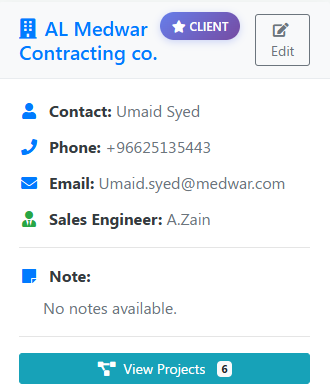 AL Medwar
Contracting co.
CLIENT
Edit
Contact: Umaid Syed
Phone: +96625135443
Email: Umaid.syed@medwar.com
Sales Engineer: A.Zain
Note:
No notes available.
View Projects 6